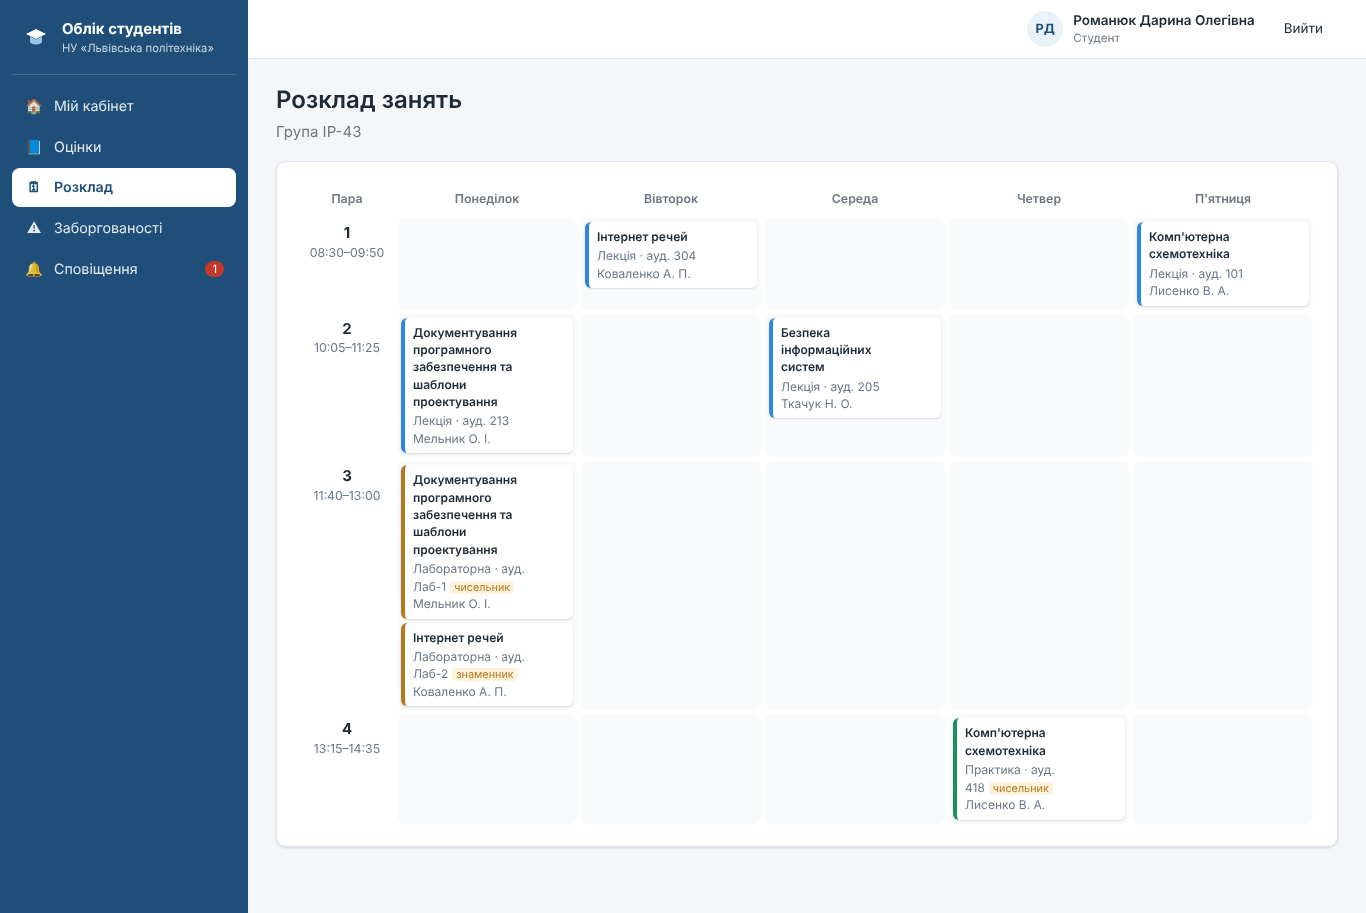 Облік студентів
НУ «Львівська політехніка»
Мій кабінет
Оцінки
Розклад
Заборгованості
Сповіщення 1
РД
Романюк Дарина Олегівна
Студент
Вийти
Розклад занять
Група ІР-43
Пара Понеділок Вівторок Середа Четвер П'ятниця
1
08:30–09:50
Інтернет речей
Лекція · ауд. 304
Коваленко А. П.
Комп'ютерна
схемотехніка
Лекція · ауд. 101
Лисенко В. А.
2
10:05–11:25
Документування
програмного
забезпечення та
шаблони
проектування
Лекція · ауд. 213
Мельник О. І.
Безпека
інформаційних
систем
Лекція · ауд. 205
Ткачук Н. О.
3
11:40–13:00
Документування
програмного
забезпечення та
шаблони
проектування
Лабораторна · ауд.
Лаб-1 чисельник
Мельник О. І.
Інтернет речей
Лабораторна · ауд.
Лаб-2 знаменник
Коваленко А. П.
4
13:15–14:35
Комп'ютерна
схемотехніка
Практика · ауд.
418 чисельник
Лисенко В. А.